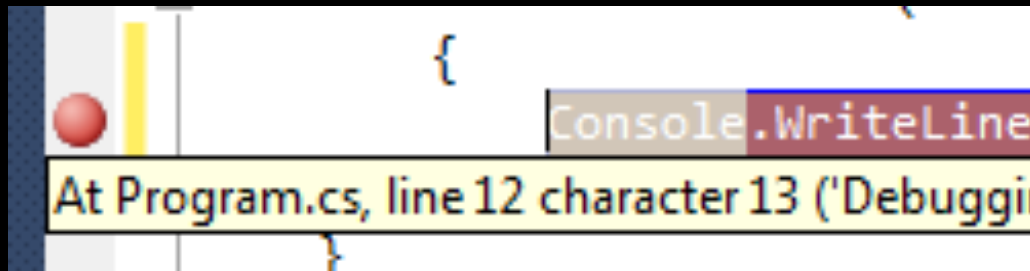 {
Console.WriteLine
At Program.cs, line 12 character 13 ('Debuggi
}